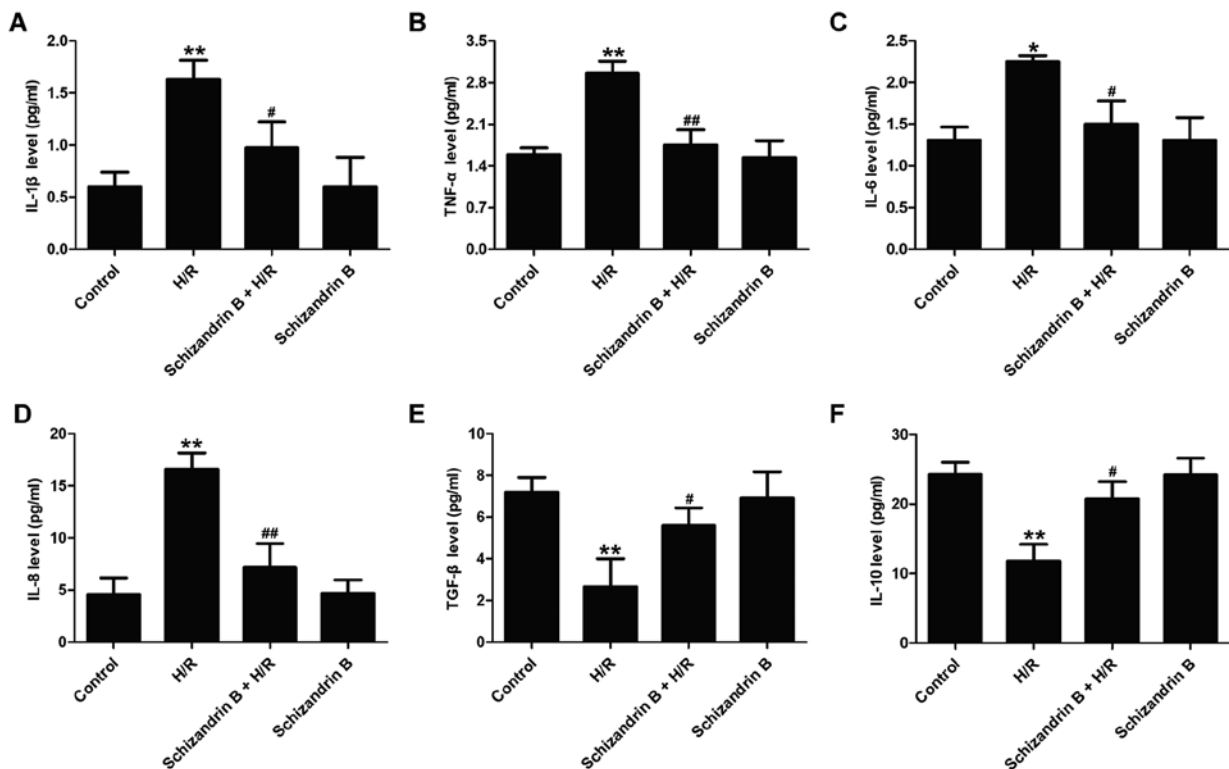 A
IL-1β level (pg/ml)
2.0
1.5
1.0
0.5
0.0
**
#
Control
H/R
Schizandrin B + H/R
Schizandrin B
B
TNF-α level (pg/ml)
3.5
2.8
2.1
1.4
0.7
0.0
**
##
Control
H/R
Schizandrin B + H/R
Schizandrin B
C
IL-6 level (pg/ml)
2.5
2.0
1.5
1.0
0.5
0.0
*
#
Control
H/R
Schizandrin B + H/R
Schizandrin B
D
IL-8 level (pg/ml)
20
15
10
5
0
**
##
Control
H/R
Schizandrin B + H/R
Schizandrin B
E
TGF-β level (pg/ml)
10
8
6
4
2
0
**
#
Control
H/R
Schizandrin B + H/R
Schizandrin B
F
IL-10 level (pg/ml)
30
20
10
0
**
#
Control
H/R
Schizandrin B + H/R
Schizandrin B